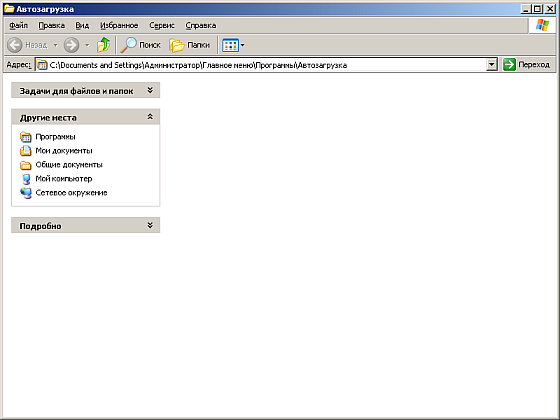 Автозагрузка
Файл Правка Вид Избранное Сервис Справка
Назад Поиск Папки
Адрес: C:\Documents and Settings\Администратор\Главное меню\Программы\Автозагрузка Переход
Задачи для файлов и папок
Другие места
Программы
Мои документы
Общие документы
Мой компьютер
Сетевое окружение
Подробно